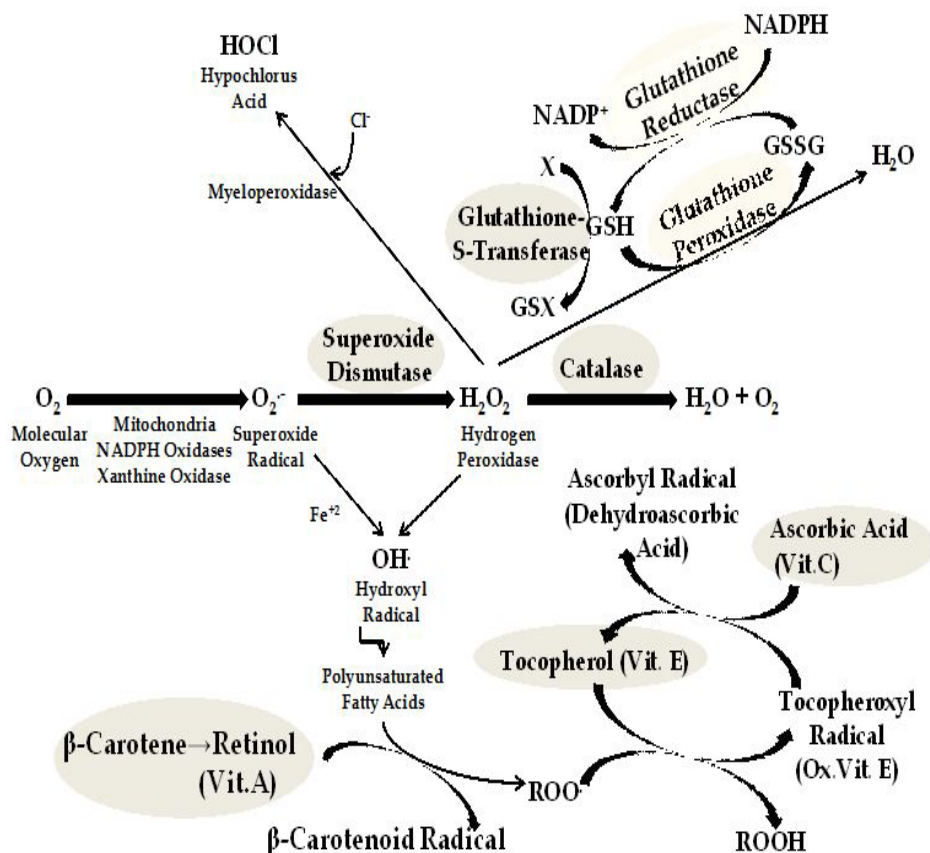 HOCl
Hypochlorus
Acid
Cl-
Myeloperoxidase
NADPH
Glutathione
Reductase
NADP+
GSSG
H2O
X
Glutathione-
S-Transferase
GSH
Glutathione
Peroxidase
GSX
Superoxide
Dismutase
Catalase
O2
O2·-
H2O2
H2O + O2
Molecular
Oxygen
Mitochondria
NADPH Oxidases
Xanthine Oxidase
Superoxide
Radical
Hydrogen
Peroxidase
Fe+2
OH·
Hydroxyl
Radical
Polyunsaturated
Fatty Acids
Ascorbyl Radical
(Dehydroascorbic
Acid)
Ascorbic Acid
(Vit.C)
Tocopherol (Vit. E)
Tocopheroxyl
Radical
(Ox.Vit. E)
β-Carotene→Retinol
(Vit.A)
ROO·
β-Carotenoid Radical
ROOH